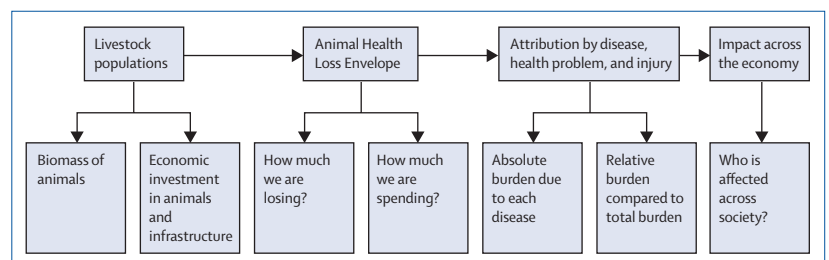 Livestock
populations
Animal Health
Loss Envelope
Attribution by disease,
health problem, and injury
Impact across
the economy
Biomass of
animals
Economic
investment
in animals
and
infrastructure
How much
we are
losing?
How much
we are
spending?
Absolute
burden due
to each
disease
Relative
burden
compared to
total burden
Who is
affected
across
society?